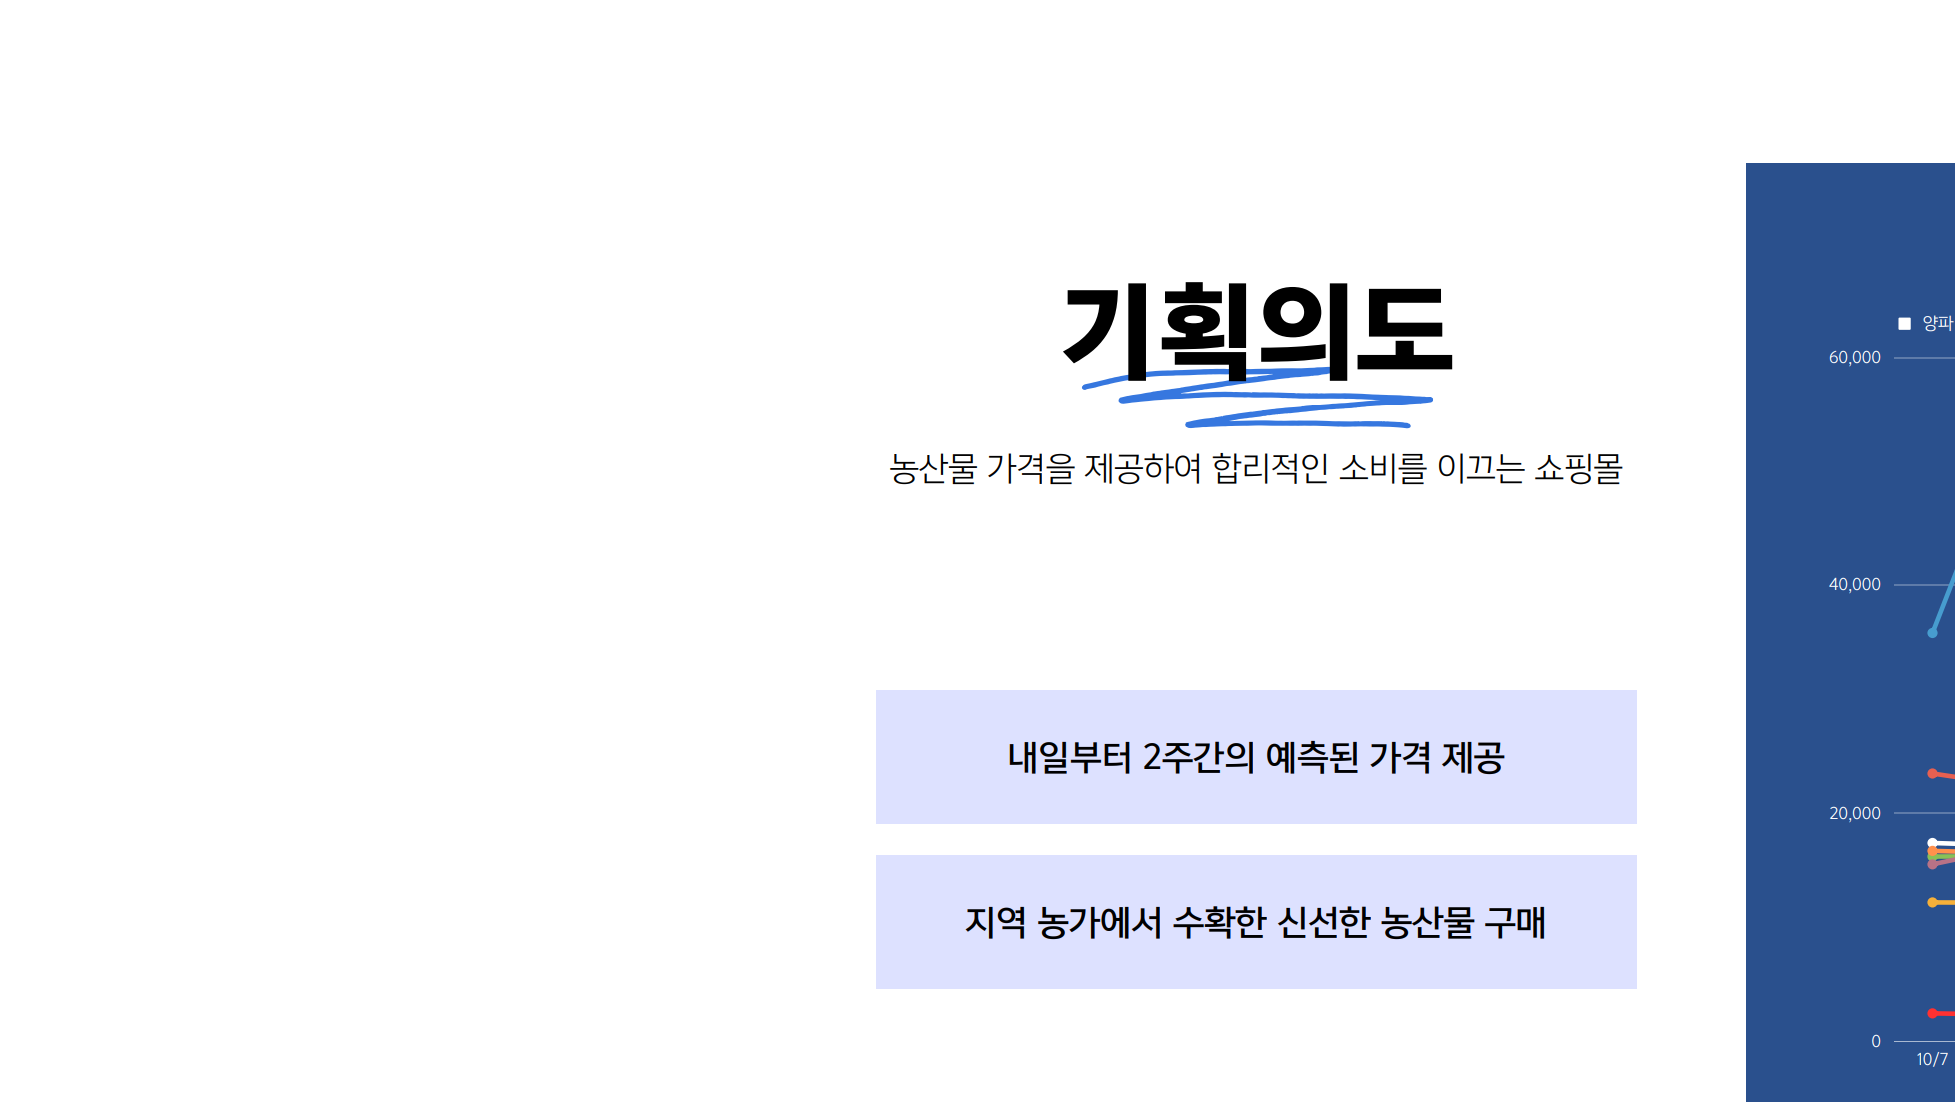 기획의도
농산물 가격을 제공하여 합리적인 소비를 이끄는 쇼핑몰
내일부터 2주간의 예측된 가격 제공
지역 농가에서 수확한 신선한 농산물 구매
양파
60,000
40,000
20,000
0
10/7